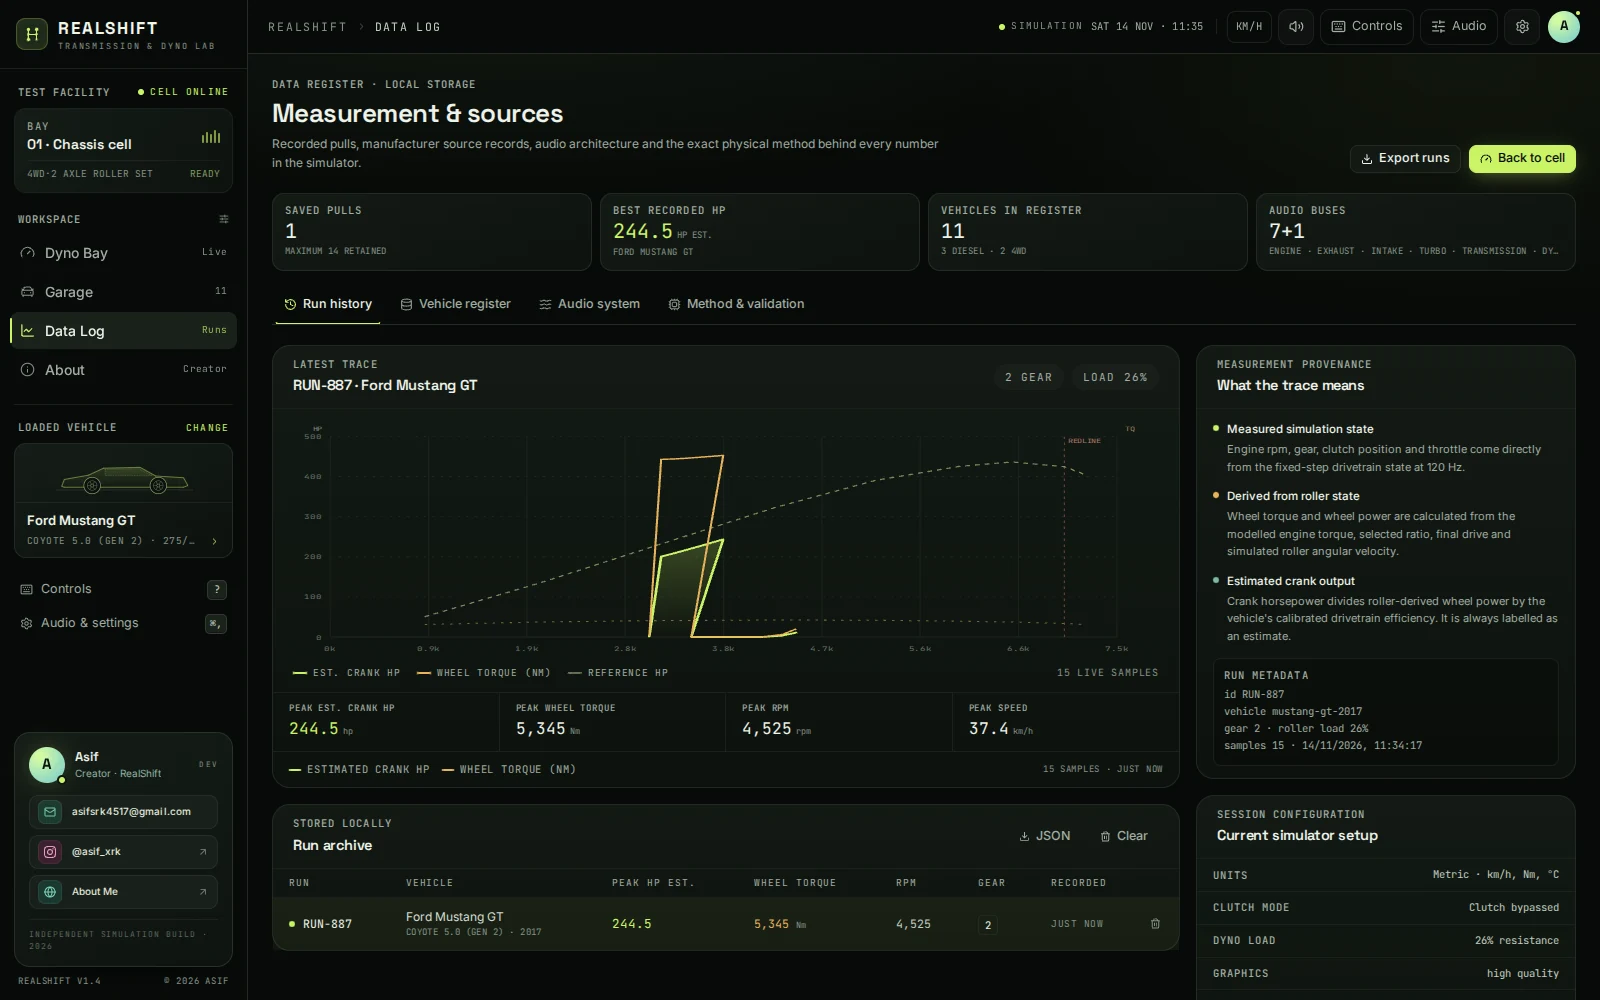 REALSHIFT
TRANSMISSION & DYNO LAB
TEST FACILITY
CELL ONLINE
BAY
01 · Chassis cell
4WD-2 AXLE ROLLER SET
READY
WORKSPACE
Dyno Bay
Live
Garage
11
Data Log
Runs
About
Creator
LOADED VEHICLE
CHANGE
Ford Mustang GT
COYOTE 5.0 (GEN 2) · 275/…
Controls
?
Audio & settings
⌘,
A
Asif
Creator · RealShift
DEV
asifsrk4517@gmail.com
@asif_xrk
About Me
INDEPENDENT SIMULATION BUILD ·
2026
REALSHIFT V1.4
© 2026 ASIF
REALSHIFT › DATA LOG
SIMULATION SAT 14 NOV · 11:35
KM/H
Controls
Audio
A
DATA REGISTER · LOCAL STORAGE
Measurement & sources
Recorded pulls, manufacturer source records, audio architecture and the exact physical method behind every number
in the simulator.
Export runs
Back to cell
SAVED PULLS
1
MAXIMUM 14 RETAINED
BEST RECORDED HP
244.5 HP EST.
FORD MUSTANG GT
VEHICLES IN REGISTER
11
3 DIESEL · 2 4WD
AUDIO BUSES
7+1
ENGINE · EXHAUST · INTAKE · TURBO · TRANSMISSION · DY…
Run history
Vehicle register
Audio system
Method & validation
LATEST TRACE
RUN-887 · Ford Mustang GT
2 GEAR
LOAD 26%
HP
TQ
500
400
300
200
100
0
REDLINE
0k
0.9k
1.9k
2.8k
3.8k
4.7k
5.6k
6.6k
7.5k
EST. CRANK HP
WHEEL TORQUE (NM)
REFERENCE HP
15 LIVE SAMPLES
PEAK EST. CRANK HP
244.5 hp
PEAK WHEEL TORQUE
5,345 Nm
PEAK RPM
4,525 rpm
PEAK SPEED
37.4 km/h
ESTIMATED CRANK HP
WHEEL TORQUE (NM)
15 SAMPLES · JUST NOW
STORED LOCALLY
Run archive
JSON
Clear
RUN
VEHICLE
PEAK HP EST.
WHEEL TORQUE
RPM
GEAR
RECORDED
RUN-887
Ford Mustang GT
COYOTE 5.0 (GEN 2) · 2017
244.5
5,345 Nm
4,525
2
JUST NOW
MEASUREMENT PROVENANCE
What the trace means
Measured simulation state
Engine rpm, gear, clutch position and throttle come directly
from the fixed-step drivetrain state at 120 Hz.
Derived from roller state
Wheel torque and wheel power are calculated from the
modelled engine torque, selected ratio, final drive and
simulated roller angular velocity.
Estimated crank output
Crank horsepower divides roller-derived wheel power by the
vehicle's calibrated drivetrain efficiency. It is always labelled as
an estimate.
RUN METADATA
id RUN-887
vehicle mustang-gt-2017
gear 2 · roller load 26%
samples 15 · 14/11/2026, 11:34:17
SESSION CONFIGURATION
Current simulator setup
UNITS
Metric · km/h, Nm, °C
CLUTCH MODE
Clutch bypassed
DYNO LOAD
26% resistance
GRAPHICS
high quality